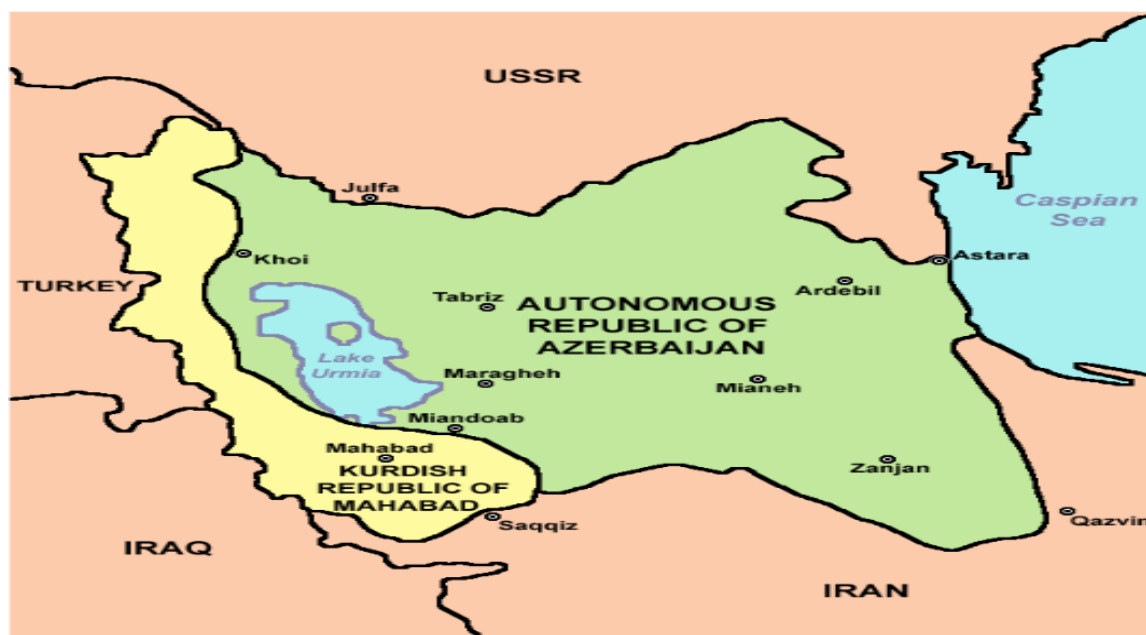 USSR
Julfa
Caspian
Sea
Khoi
Astara
TURKEY
Tabriz
Ardebil
AUTONOMOUS
REPUBLIC OF
AZERBAIJAN
Lake
Urmia
Maragheh
Mianeh
Miandoab
Mahabad
KURDISH
REPUBLIC OF
MAHABAD
Zanjan
Saqqiz
Qazvin
IRAQ
IRAN